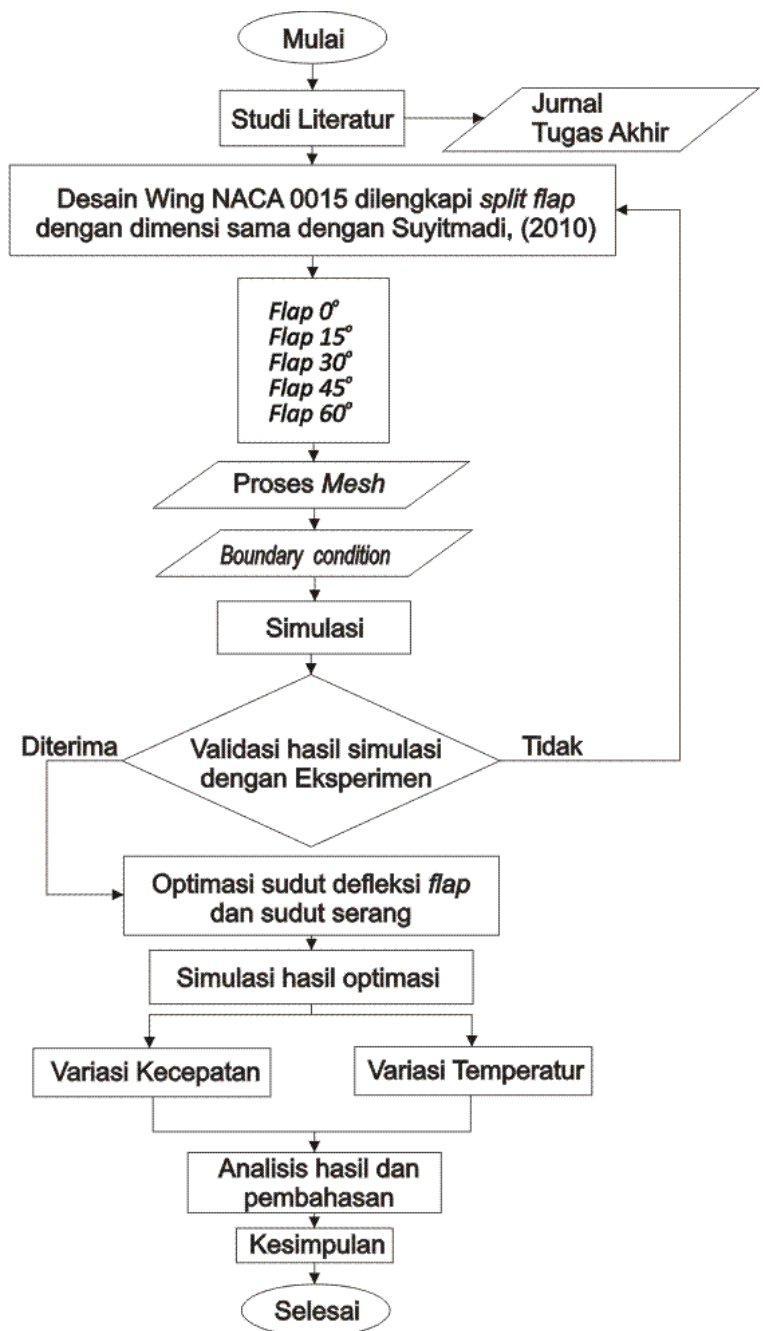 Mulai
Studi Literatur
Jurnal
Tugas Akhir
Desain Wing NACA 0015 dilengkapi split flap
dengan dimensi sama dengan Suyitmadi, (2010)
Flap 0°
Flap 15°
Flap 30°
Flap 45°
Flap 60°
Proses Mesh
Boundary condition
Simulasi
Diterima
Validasi hasil simulasi
dengan Eksperimen
Tidak
Optimasi sudut defleksi flap
dan sudut serang
Simulasi hasil optimasi
Variasi Kecepatan
Variasi Temperatur
Analisis hasil dan
pembahasan
Kesimpulan
Selesai